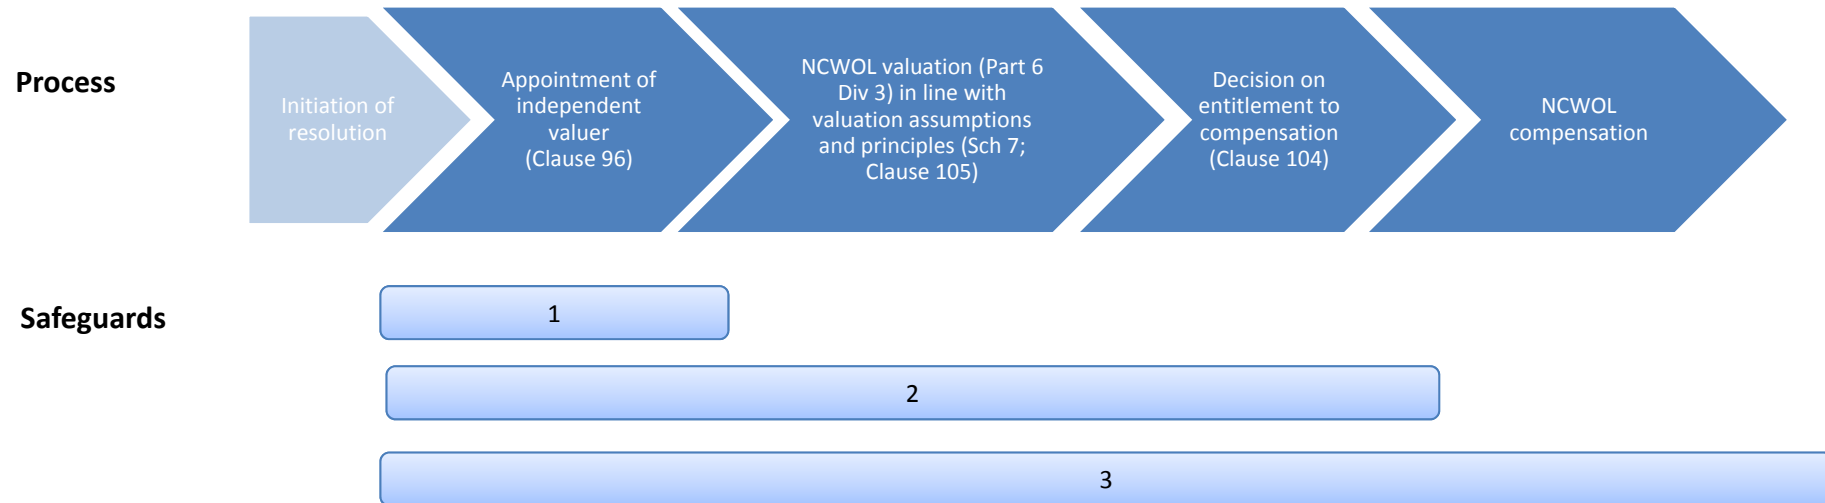 Process
Initiation of
resolution
Appointment of
independent
valuer
(Clause 96)
NCWOL valuation (Part 6
Div 3) in line with
valuation assumptions
and principles (Sch 7;
Clause 105)
Decision on
entitlement to
compensation
(Clause 104)
NCWOL
compensation
Safeguards
1
2
3